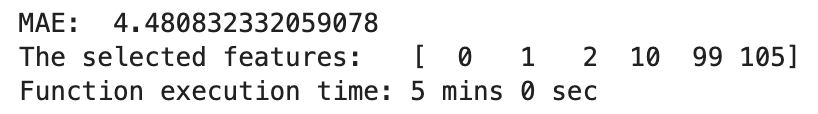 MAE:  4.480832332059078
The selected features:   [  0   1   2  10  99 105]
Function execution time: 5 mins 0 sec